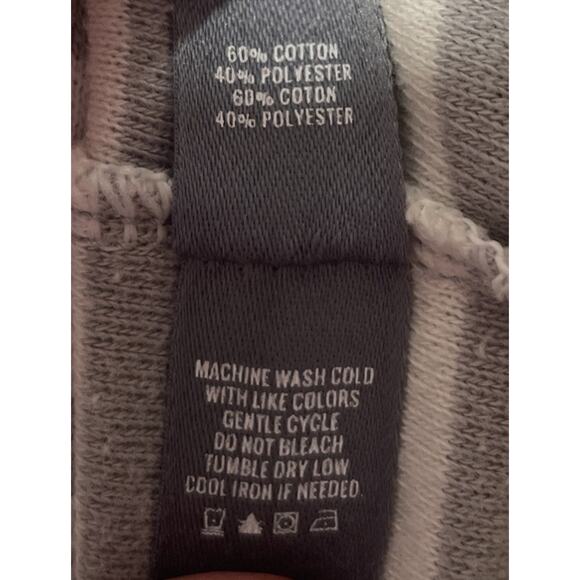 60% COTTON
40% POLYESTER
60% COTON
40% POLYESTER
MACHINE WASH COLD
WITH LIKE COLORS
GENTLE CYCLE
DO NOT BLEACH
TUMBLE DRY LOW
COOL IRON IF NEEDED.